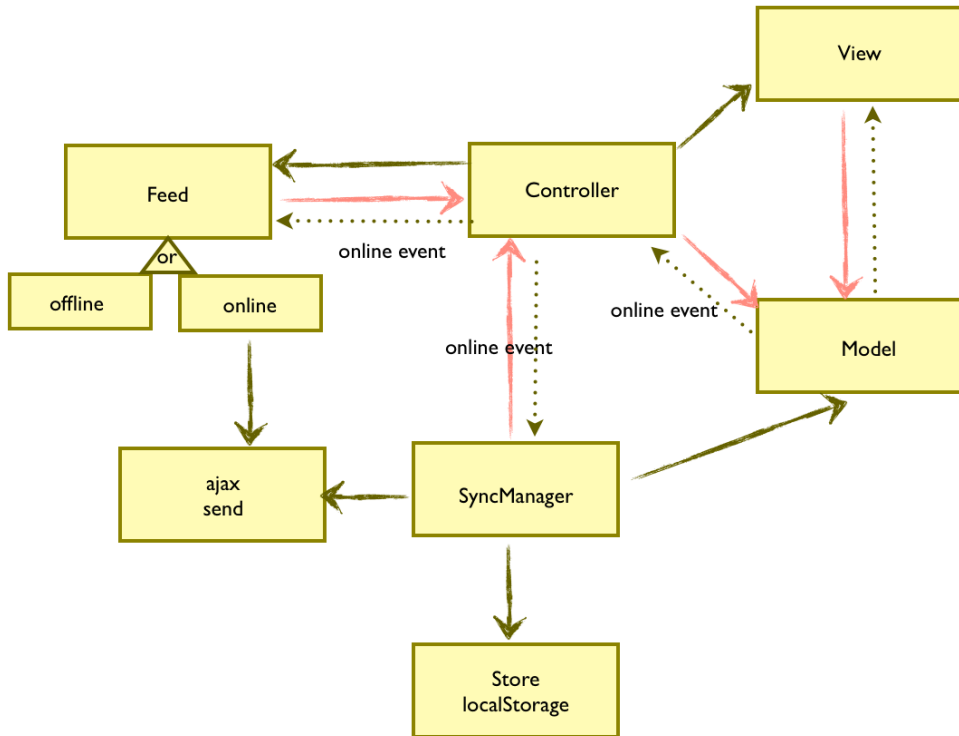 View
Controller
Feed
online event
or
offline
online
online event
online event
Model
ajax
send
SyncManager
Store
localStorage